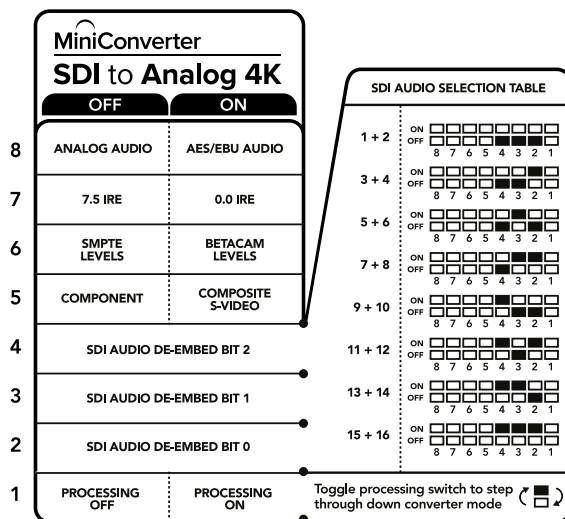 MiniConverter
SDI to Analog 4K
OFF ON
8 ANALOG AUDIO AES/EBU AUDIO
7 7.5 IRE 0.0 IRE
6 SMPTE LEVELS BETACAM LEVELS
5 COMPONENT COMPOSITE S-VIDEO
4 SDI AUDIO DE-EMBED BIT 2
3 SDI AUDIO DE-EMBED BIT 1
2 SDI AUDIO DE-EMBED BIT 0
1 PROCESSING OFF PROCESSING ON
SDI AUDIO SELECTION TABLE
1 + 2 ON OFF
8 7 6 5 4 3 2 1
3 + 4 ON OFF
8 7 6 5 4 3 2 1
5 + 6 ON OFF
8 7 6 5 4 3 2 1
7 + 8 ON OFF
8 7 6 5 4 3 2 1
9 + 10 ON OFF
8 7 6 5 4 3 2 1
11 + 12 ON OFF
8 7 6 5 4 3 2 1
13 + 14 ON OFF
8 7 6 5 4 3 2 1
15 + 16 ON OFF
8 7 6 5 4 3 2 1
Toggle processing switch to step
through down converter mode